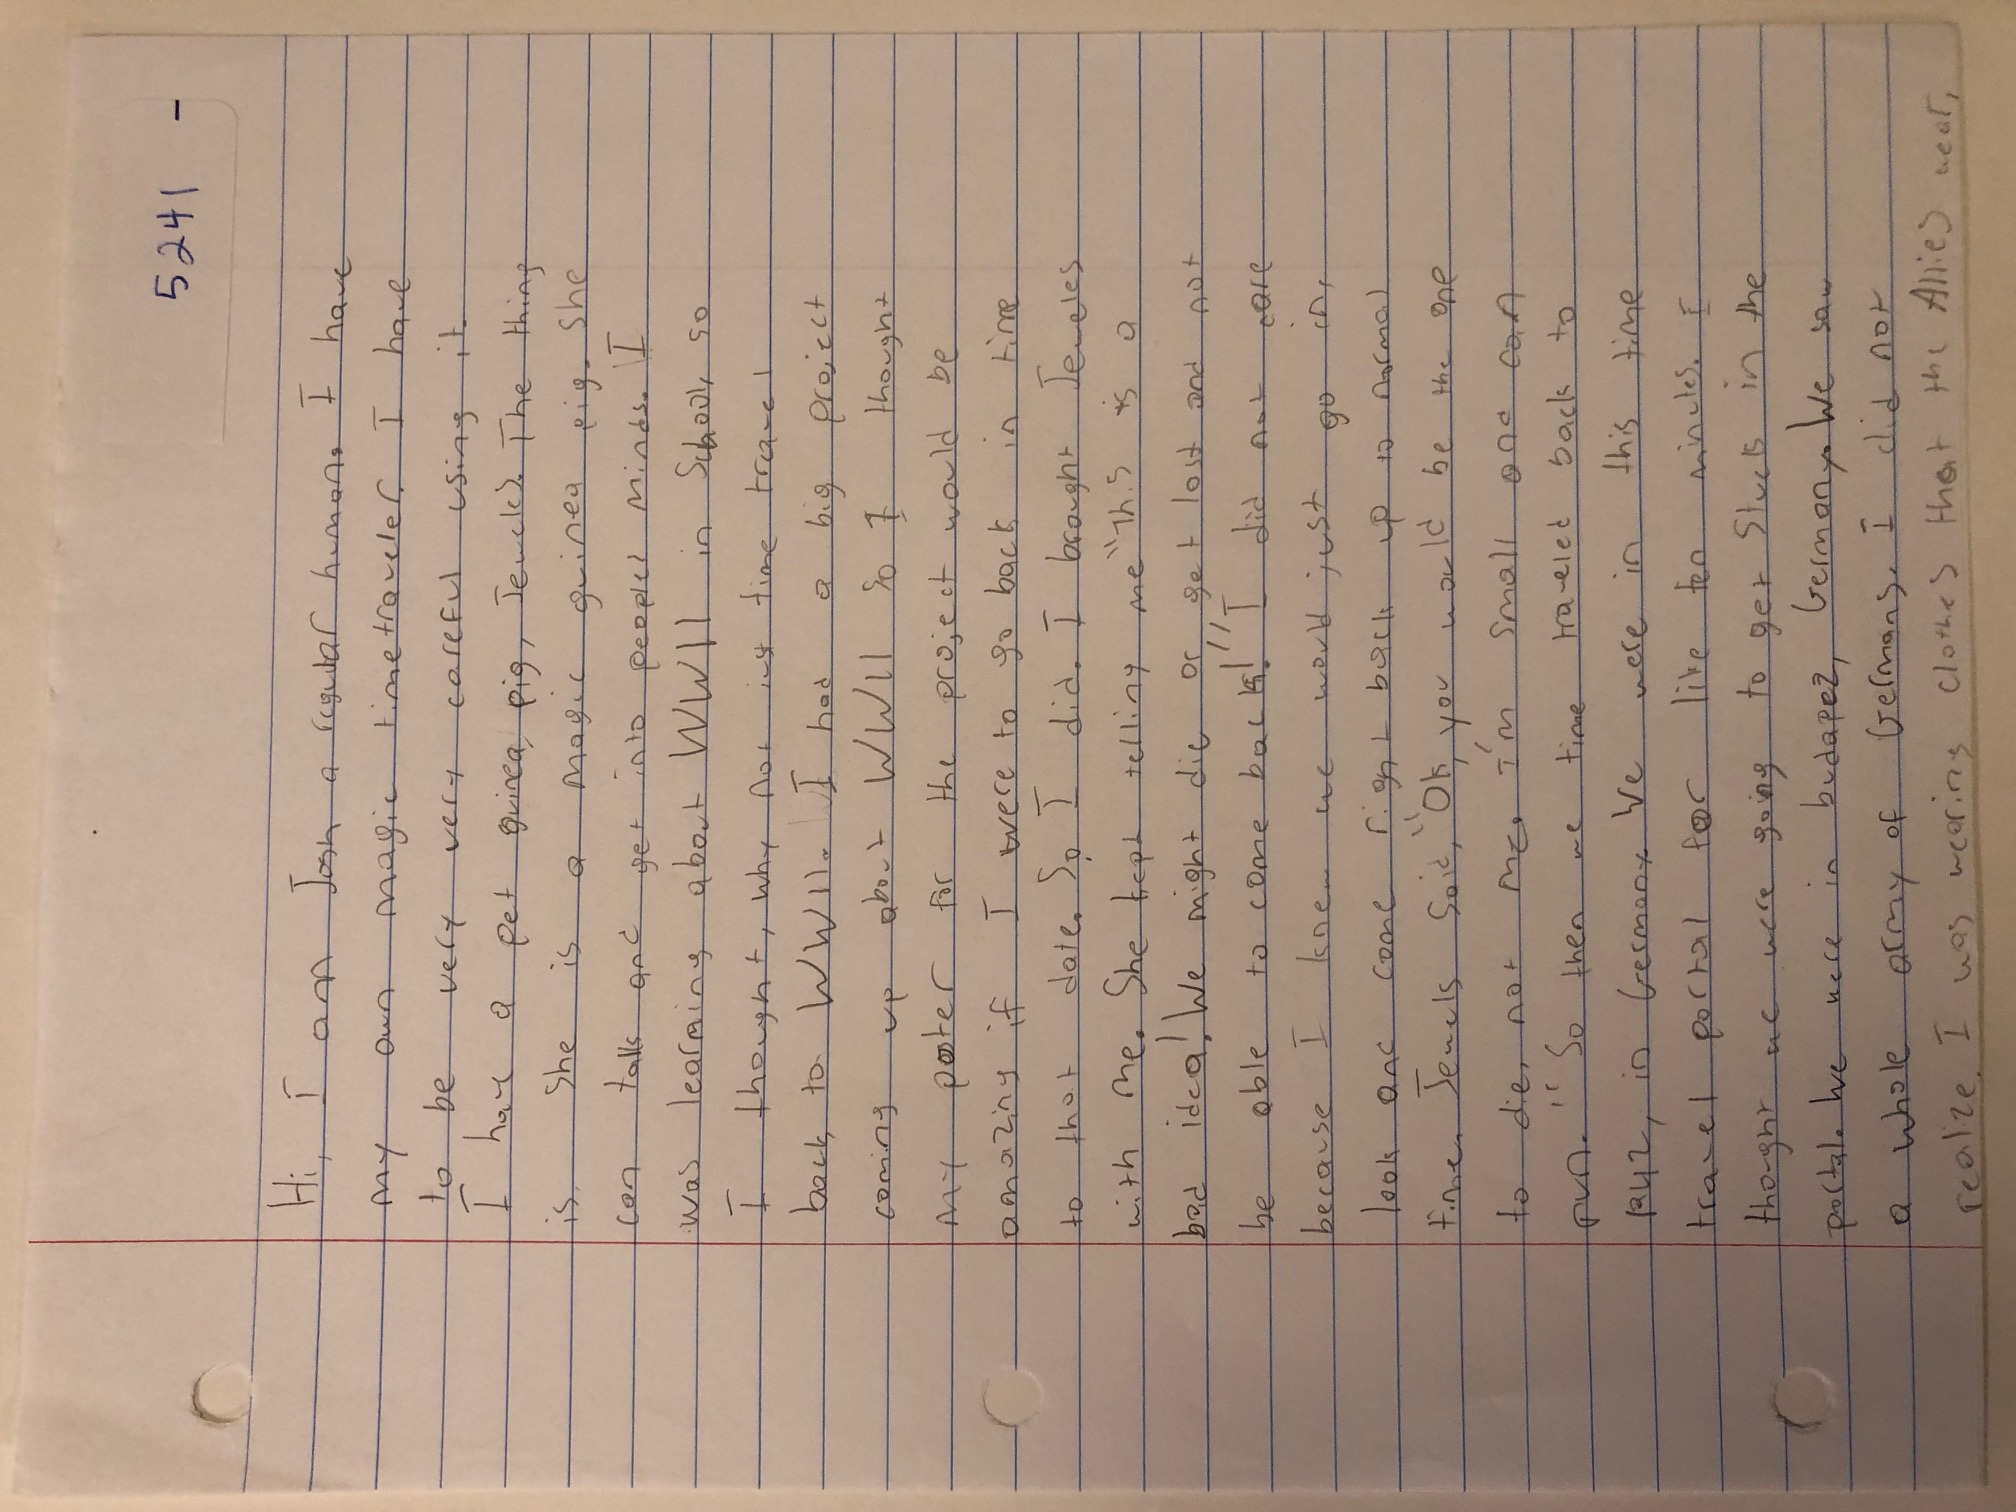 5241 -
Hi, I am Josh a regular human. I have
my own magic timetraveler. I have
to be very very careful using it.
I have a pet guinea pig, Jeweles. The thing
is she is a magic guinea pig. She
can talk and get into peoples minds. I
was learning about WWII in School, so
I thought, why not just time travel
back to WWII. I had a big project
coming up about WWII so I thought
my poster for the project would be
amazing if I were to go back in time
to that date. So I did. I brought Jeweles
with me. She kept telling me "This is a
bad idea! We might die or get lost and not
be able to come back!" I did not care
because I knew we would just go in,
look and come right back up to normal
time. Jewels said, "Ok, you would be the one
to die, not me. I'm small and can
run." So then we time traveled back to
1942, in Germany. We were in this time
travel portal for like ten minutes. I
thought we were going to get stuck in the
portal. We were in budapez, Germany. We saw
a whole army of Germans. I did not
realize I was wearing clothes that the Allies wear,